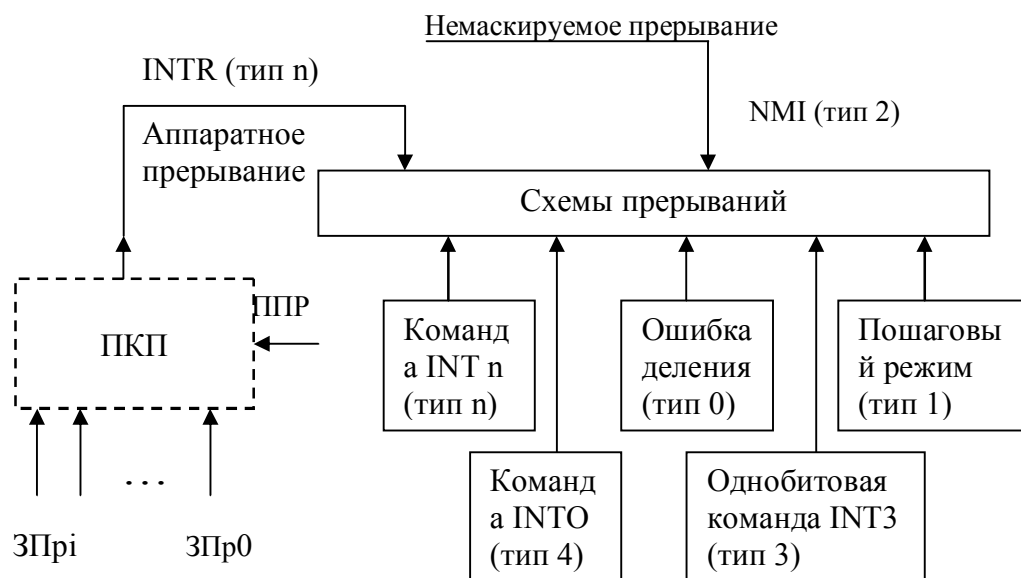 Немаскируемое прерывание
INTR (тип n)
NMI (тип 2)
Аппаратное
прерывание
Схемы прерываний
ППР
ПКП
Команд
а INT n
(тип n)
Ошибка
деления
(тип 0)
Пошаговы
й режим
(тип 1)
...
ЗПрi
ЗПр0
Команд
а INTO
(тип 4)
Однобитовая
команда INT3
(тип 3)